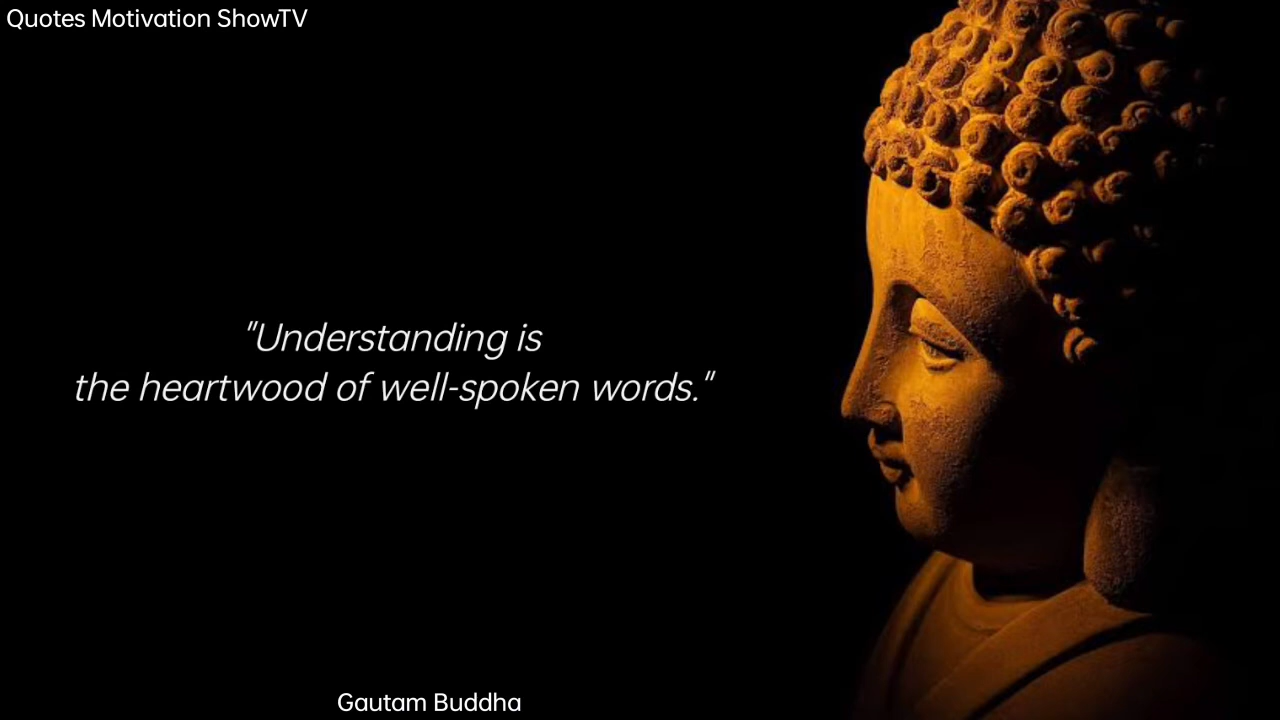 Quotes Motivation ShowTV
"Understanding is
the heartwood of well-spoken words."
Gautam Buddha